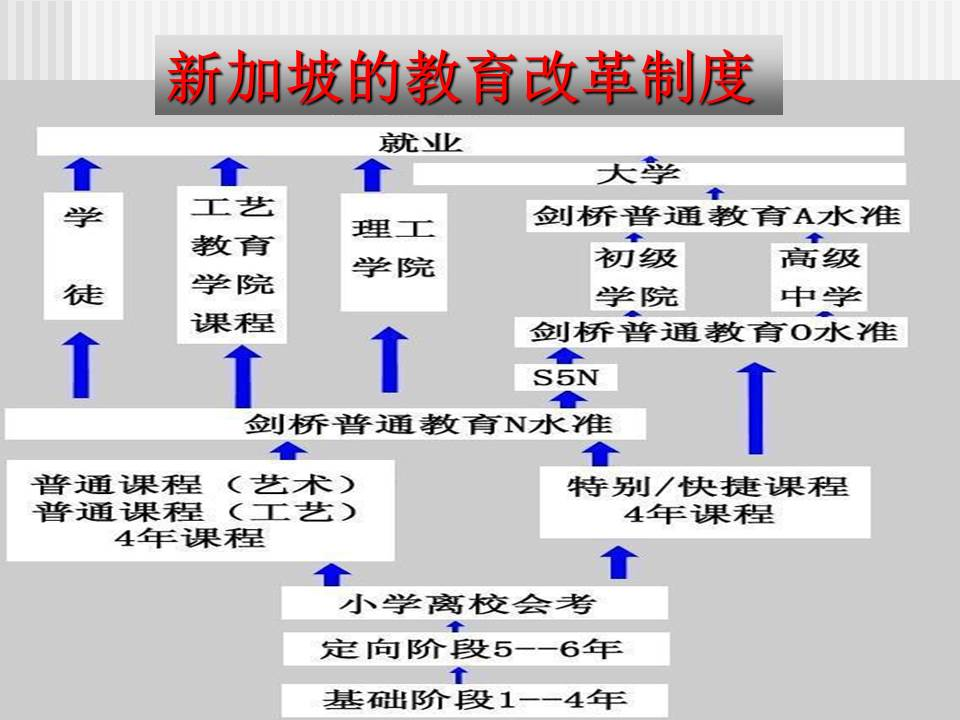 新加坡的教育改革制度
就业
大学
学
徒
工艺
教育
学院
课程
理工
学院
剑桥普通教育A水准
初级
学院
高级
中学
剑桥普通教育O水准
S5N
剑桥普通教育N水准
普通课程（艺术）
普通课程（工艺）
4年课程
特别/快捷课程
4年课程
小学离校会考
定向阶段5--6年
基础阶段1--4年